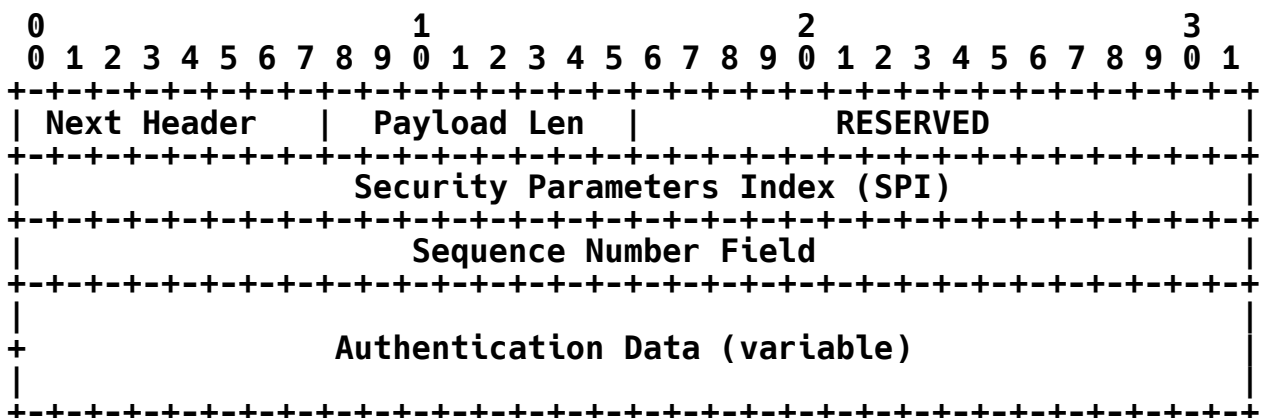 0                   1                   2                   3
 0 1 2 3 4 5 6 7 8 9 0 1 2 3 4 5 6 7 8 9 0 1 2 3 4 5 6 7 8 9 0 1
+-+-+-+-+-+-+-+-+-+-+-+-+-+-+-+-+-+-+-+-+-+-+-+-+-+-+-+-+-+-+-+-+
| Next Header   |  Payload Len  |          RESERVED             |
+-+-+-+-+-+-+-+-+-+-+-+-+-+-+-+-+-+-+-+-+-+-+-+-+-+-+-+-+-+-+-+-+
|                 Security Parameters Index (SPI)               |
+-+-+-+-+-+-+-+-+-+-+-+-+-+-+-+-+-+-+-+-+-+-+-+-+-+-+-+-+-+-+-+-+
|                    Sequence Number Field                      |
+-+-+-+-+-+-+-+-+-+-+-+-+-+-+-+-+-+-+-+-+-+-+-+-+-+-+-+-+-+-+-+-+
|                                                               |
+                Authentication Data (variable)                 |
|                                                               |
+-+-+-+-+-+-+-+-+-+-+-+-+-+-+-+-+-+-+-+-+-+-+-+-+-+-+-+-+-+-+-+-+